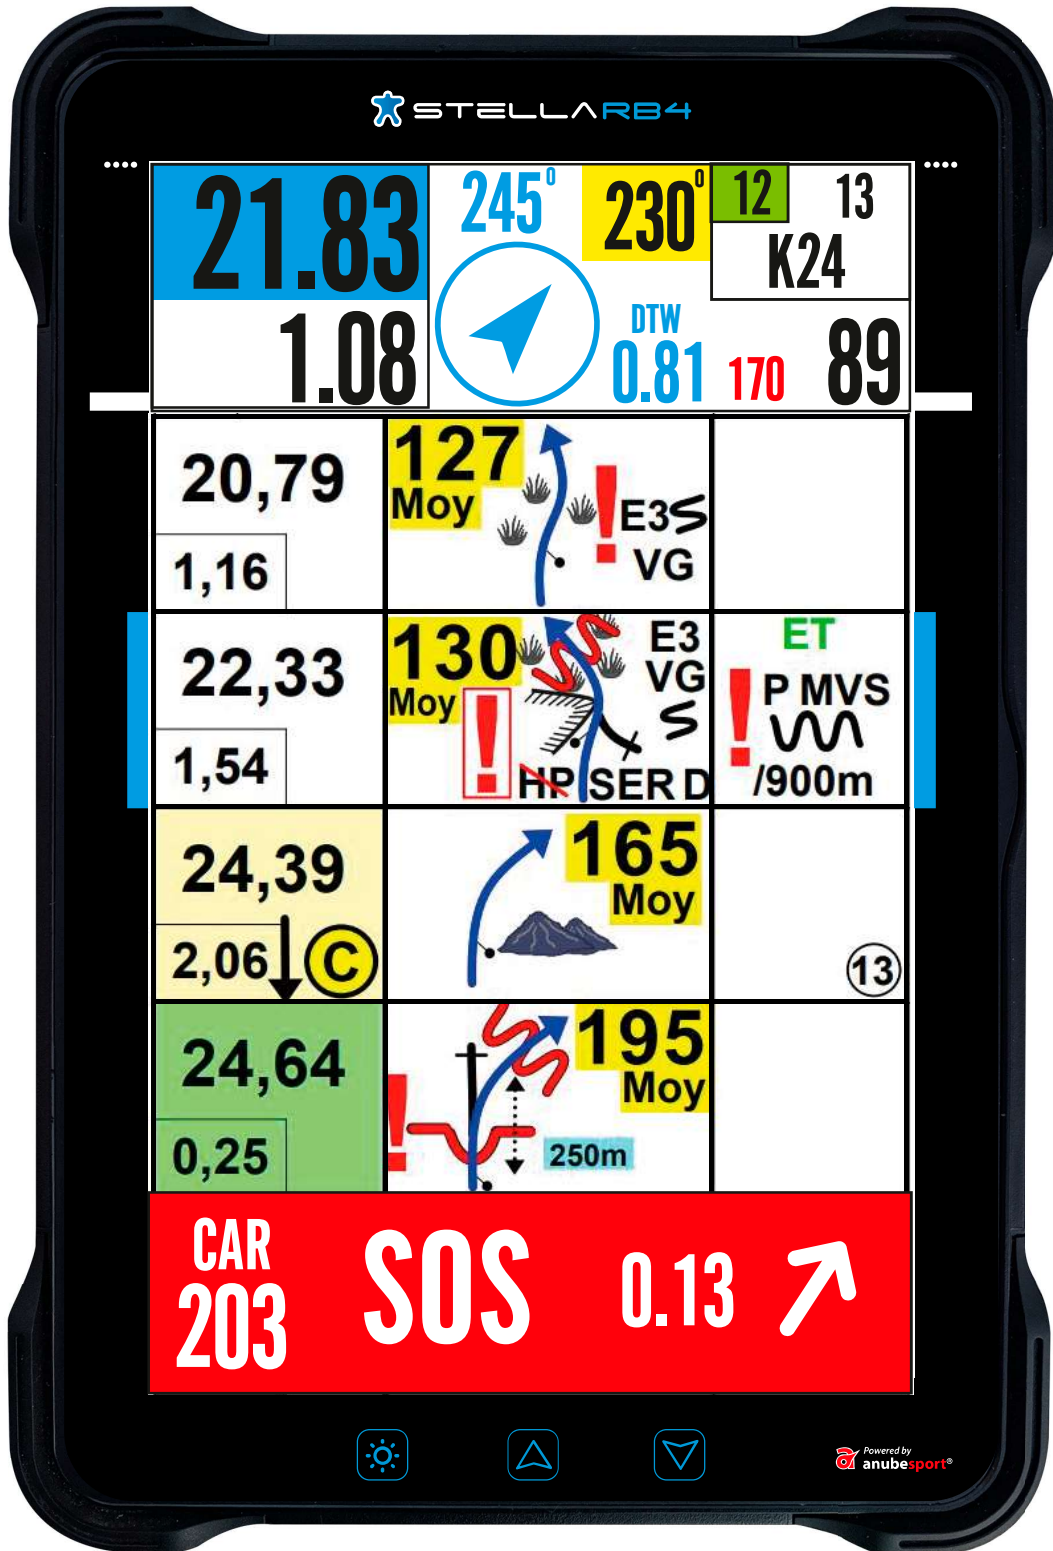 STELLARB4
21.83
245° 230° 12 13
K24
1.08
DTW
0.81 170 89
20,79
1,16
127
Moy
E3S
VG
22,33
1,54
130
Moy
E3
VG
S
HP SER D
ET
P MVS
/900m
24,39
2,06
C
165
Moy
13
24,64
0,25
195
Moy
250m
CAR
203
SOS
0.13
Powered by
anubesport®